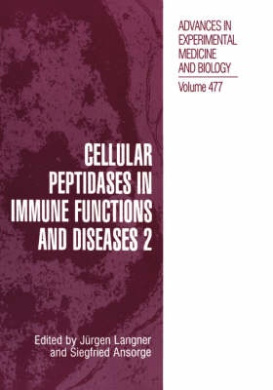 ADVANCES IN
EXPERIMENTAL
MEDICINE
AND BIOLOGY
Volume 477
CELLULAR
PEPTIDASES IN
IMMUNE FUNCTIONS
AND DISEASES 2
Edited by Jürgen Langner
and Siegfried Ansorge